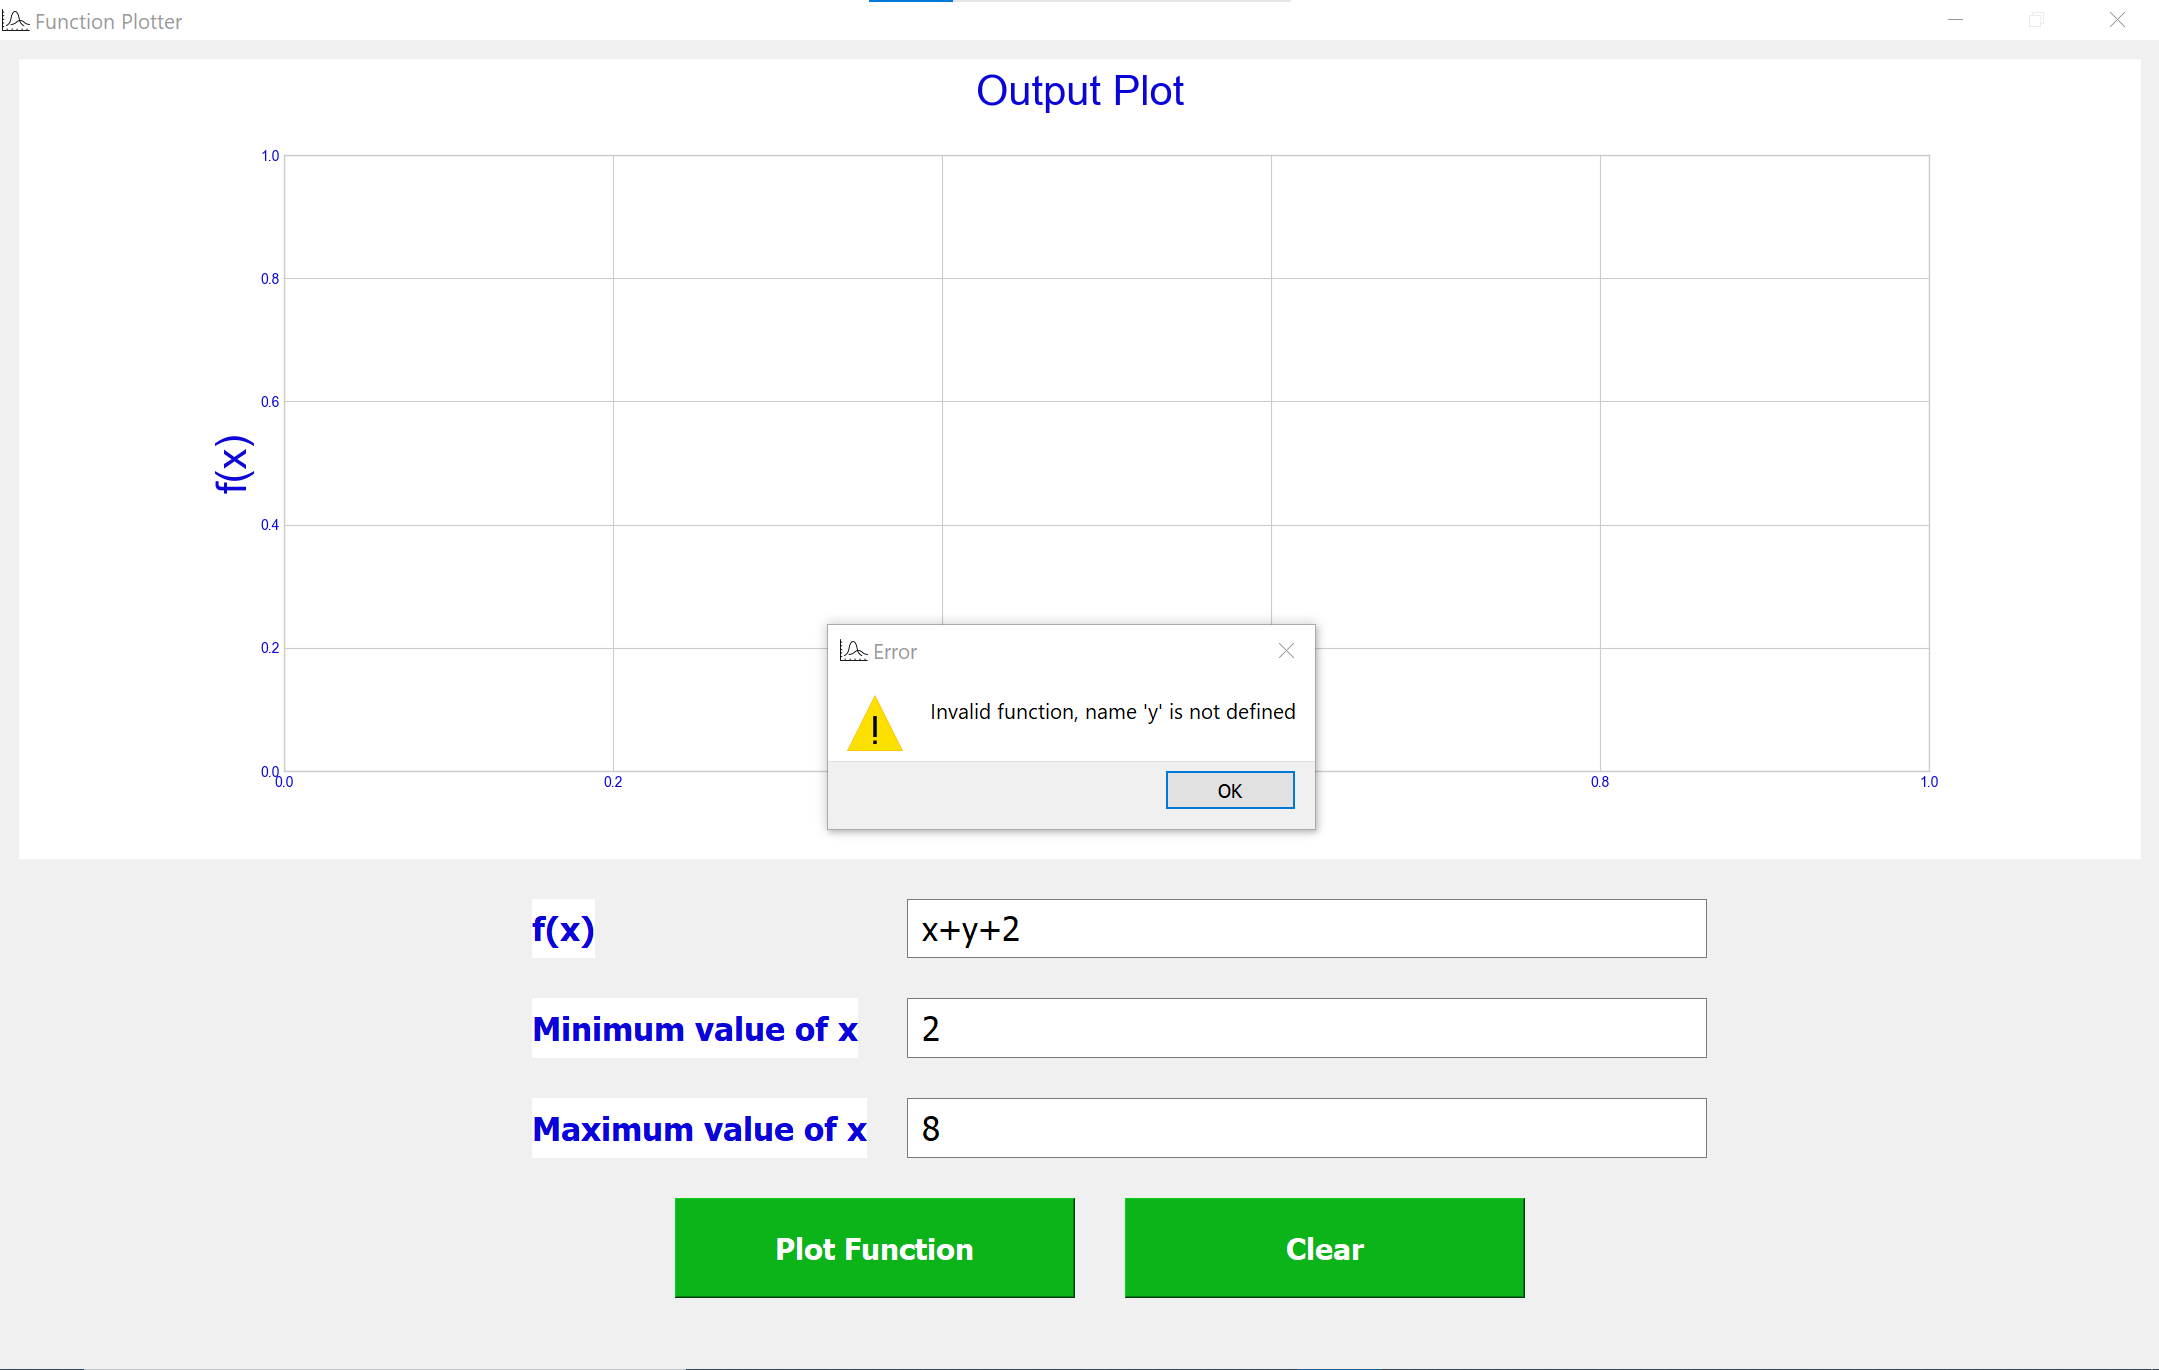 Function Plotter
Output Plot
1.0
0.8
0.6
f(x)
0.4
0.2
0.0
0.0 0.2 0.8 1.0
Error
Invalid function, name 'y' is not defined
OK
f(x) x+y+2
Minimum value of x 2
Maximum value of x 8
Plot Function Clear